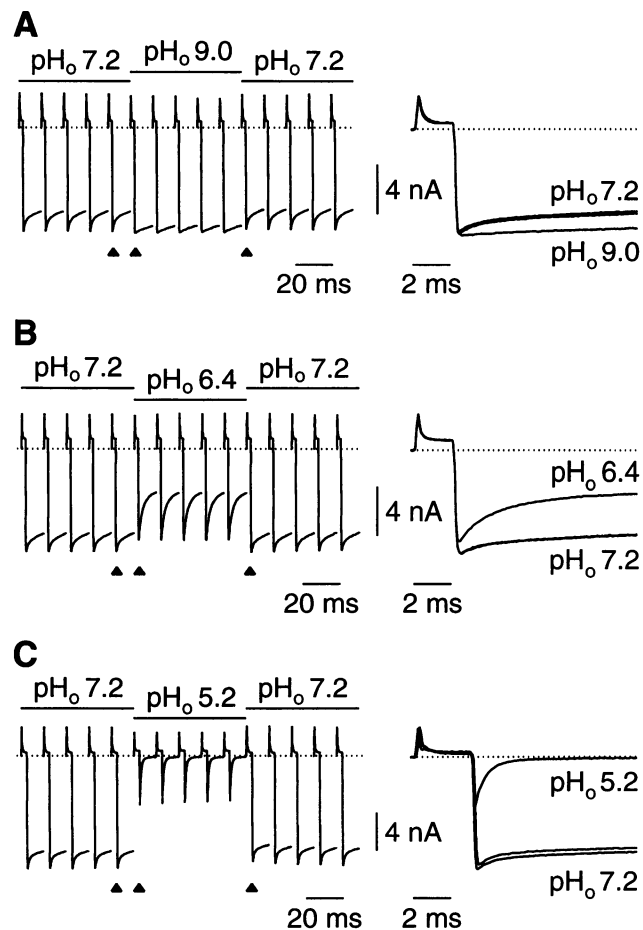 A
pHo 7.2 pHo 9.0 pHo 7.2
4 nA
pHo 7.2
pHo 9.0
20 ms 2 ms
B
pHo 7.2 pHo 6.4 pHo 7.2
pHo 6.4
4 nA
pHo 7.2
20 ms 2 ms
C
pHo 7.2 pHo 5.2 pHo 7.2
pHo 5.2
4 nA
pHo 7.2
20 ms 2 ms